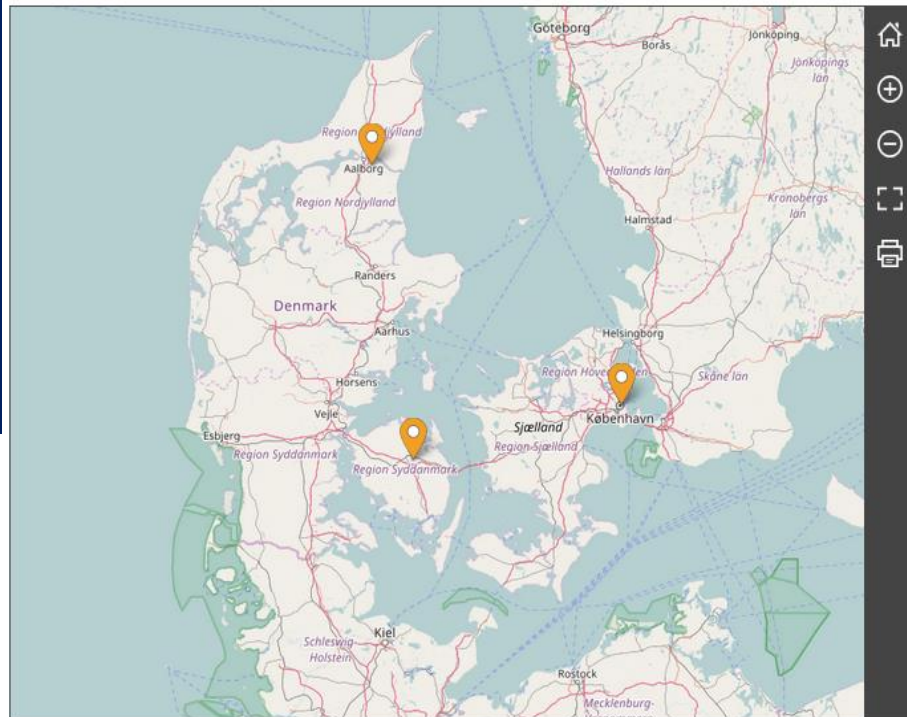 Göteborg
Borås
Jönköping
Jönköpings
län
Region Nordjylland
Aalborg
Region Nordjylland
Hallands län
Kronobergs
län
Halmstad
Randers
Denmark
Aarhus
Helsingborg
Horsens
Skåne län
Vejle
København
Esbjerg
Sjælland
Region Syddanmark
Region Sjælland
Region Syddanmark
Kiel
Schleswig-
Holstein
Rostock
Mecklenburg-